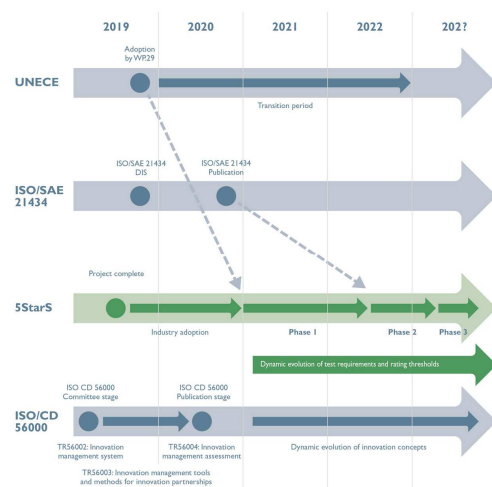 2019 2020 2021 2022 202?
Adoption
by WP.29
UNECE
Transition period
ISO/SAE 21434
DIS
ISO/SAE 21434
Publication
ISO/SAE
21434
Project complete
5StarS
Industry adoption
Phase 1
Phase 2
Phase 3
Dynamic evolution of test requirements and rating thresholds
ISO CD 56000
Committee stage
ISO CD 56000
Publication stage
ISO/CD
56000
TR56002: Innovation
management system
TR56004: Innovation
management assessment
Dynamic evolution of innovation concepts
TR56003: Innovation management tools
and methods for innovation partnerships